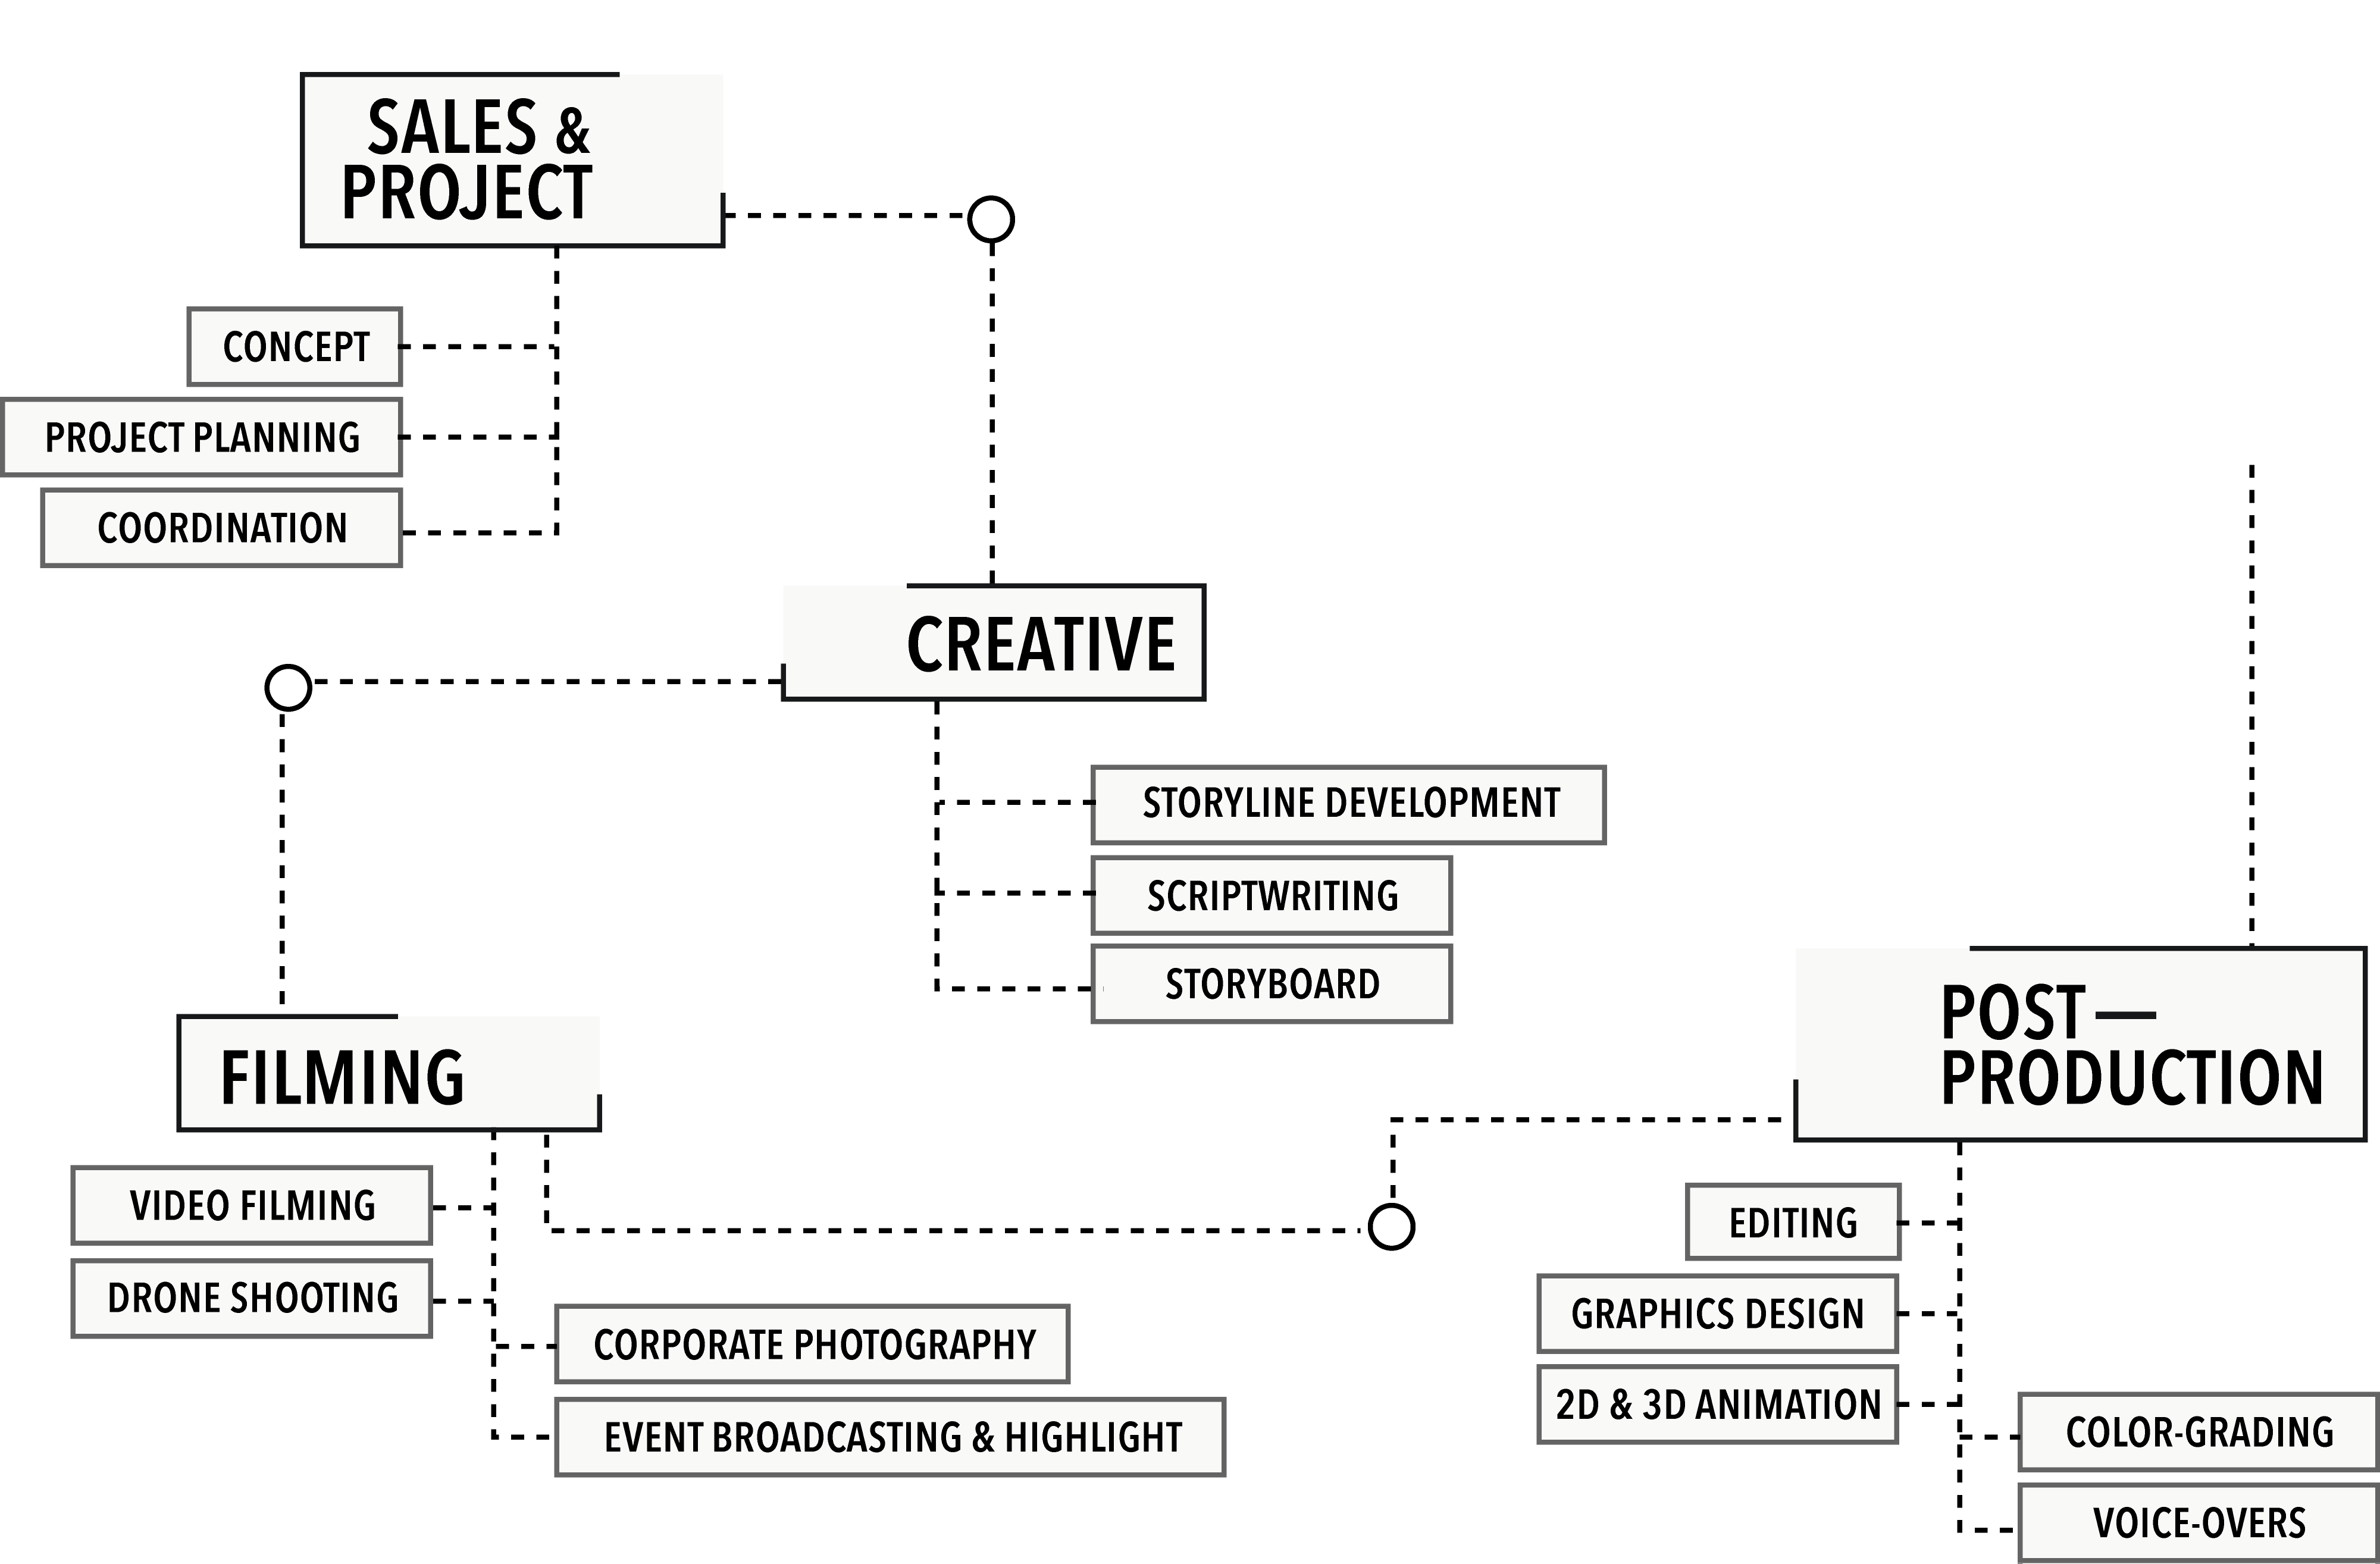 SALES &
PROJECT
CONCEPT
PROJECT PLANNING
COORDINATION
CREATIVE
STORYLINE DEVELOPMENT
SCRIPTWRITING
STORYBOARD
FILMING
VIDEO FILMING
DRONE SHOOTING
CORPORATE PHOTOGRAPHY
EVENT BROADCASTING & HIGHLIGHT
POST —
PRODUCTION
EDITING
GRAPHICS DESIGN
2D & 3D ANIMATION
COLOR-GRADING
VOICE-OVERS